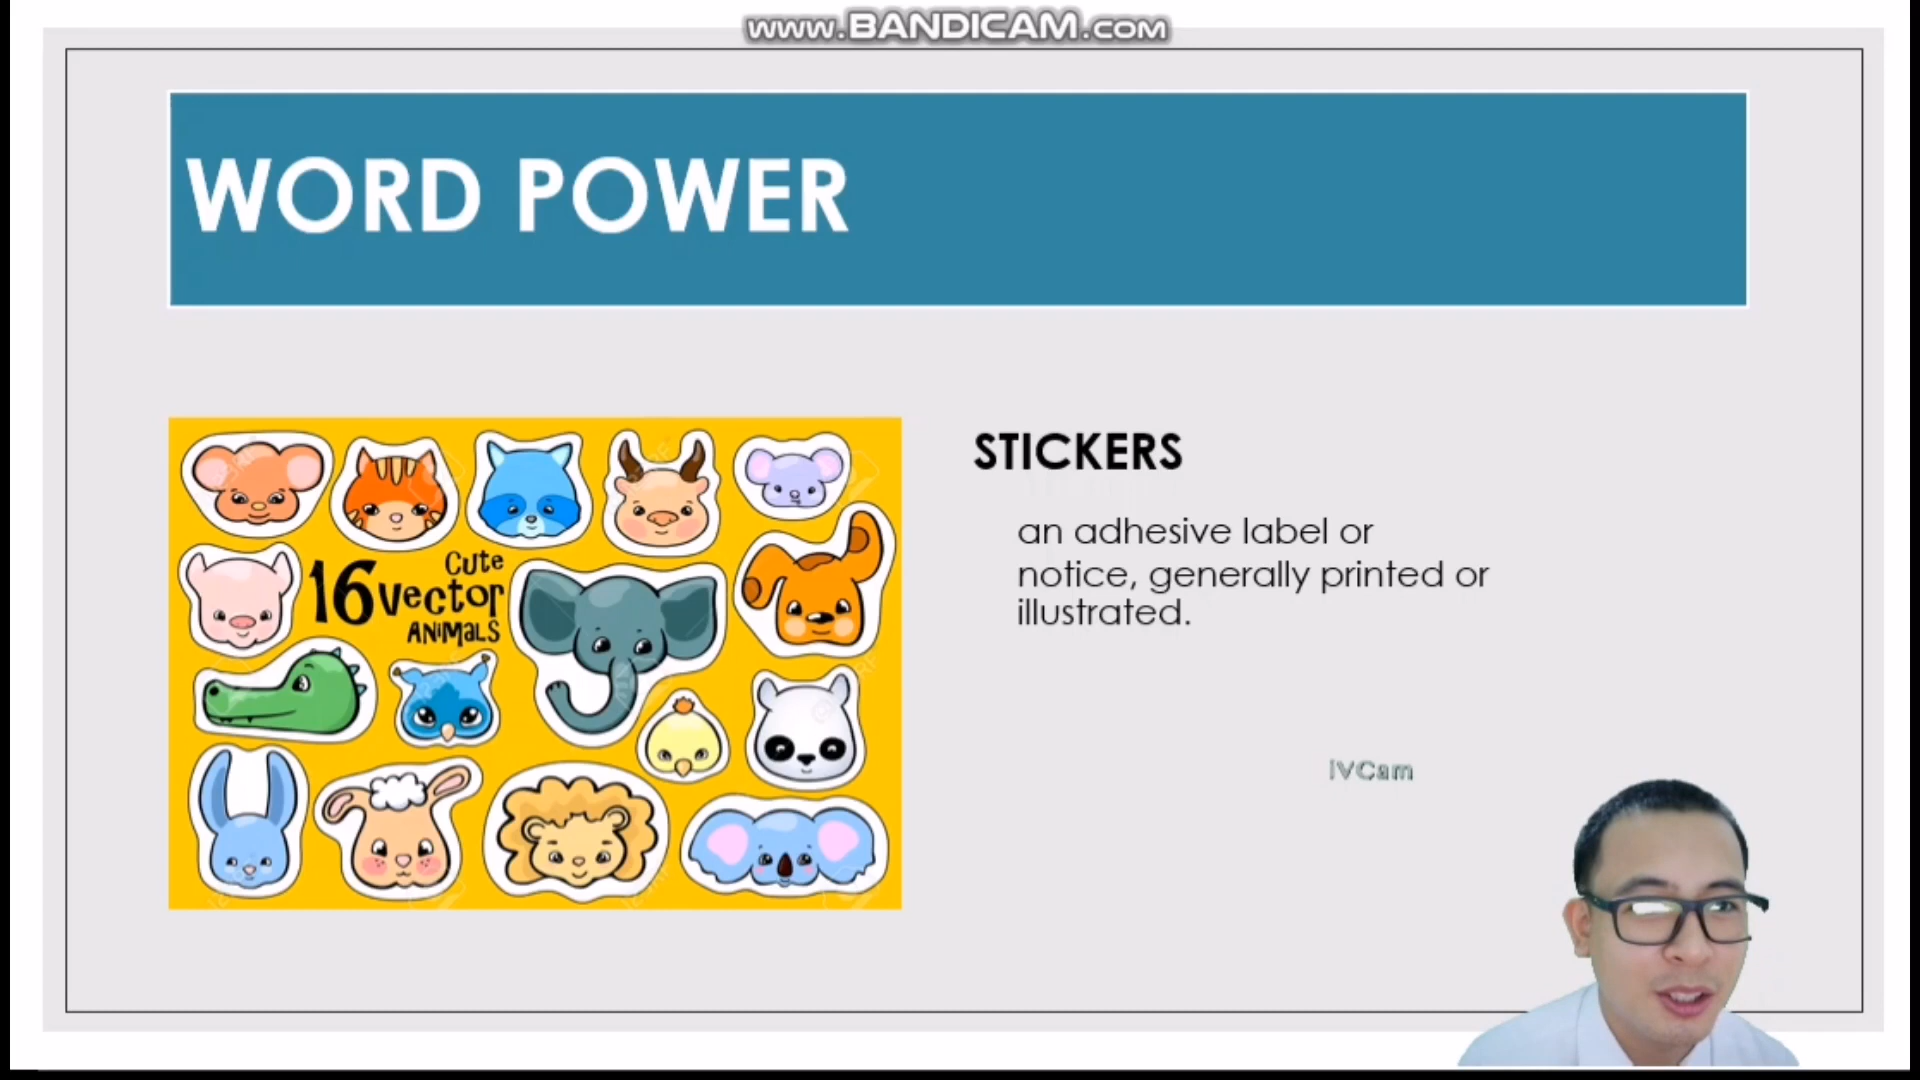 www.BANDICAM.com
WORD POWER
16 Cute
vector
ANIMALS
STICKERS
an adhesive label or
notice, generally printed or
illustrated.
iVCam